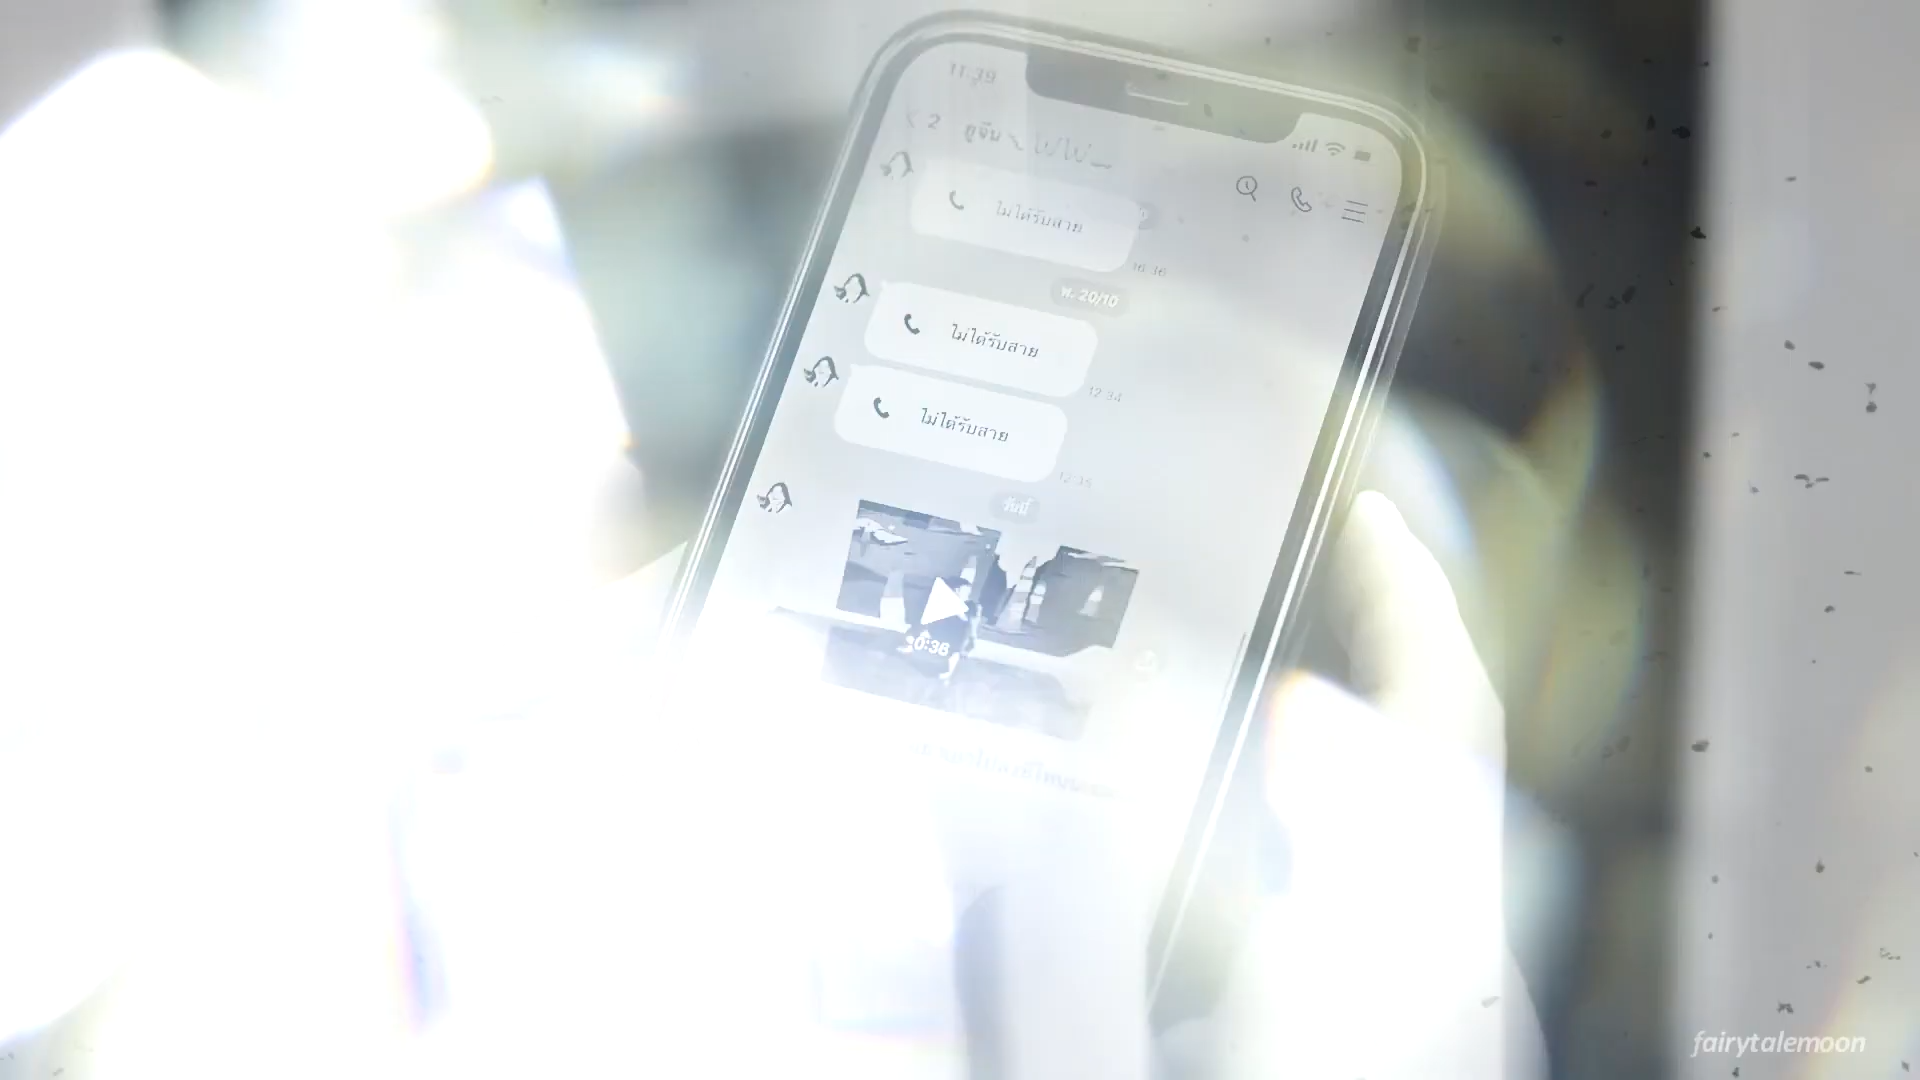 11:39
2
ไม่ได้รับสาย
16:36
พ. 20/10
ไม่ได้รับสาย
12:34
ไม่ได้รับสาย
12:35
วันนี้
0:38
fairytalemoon